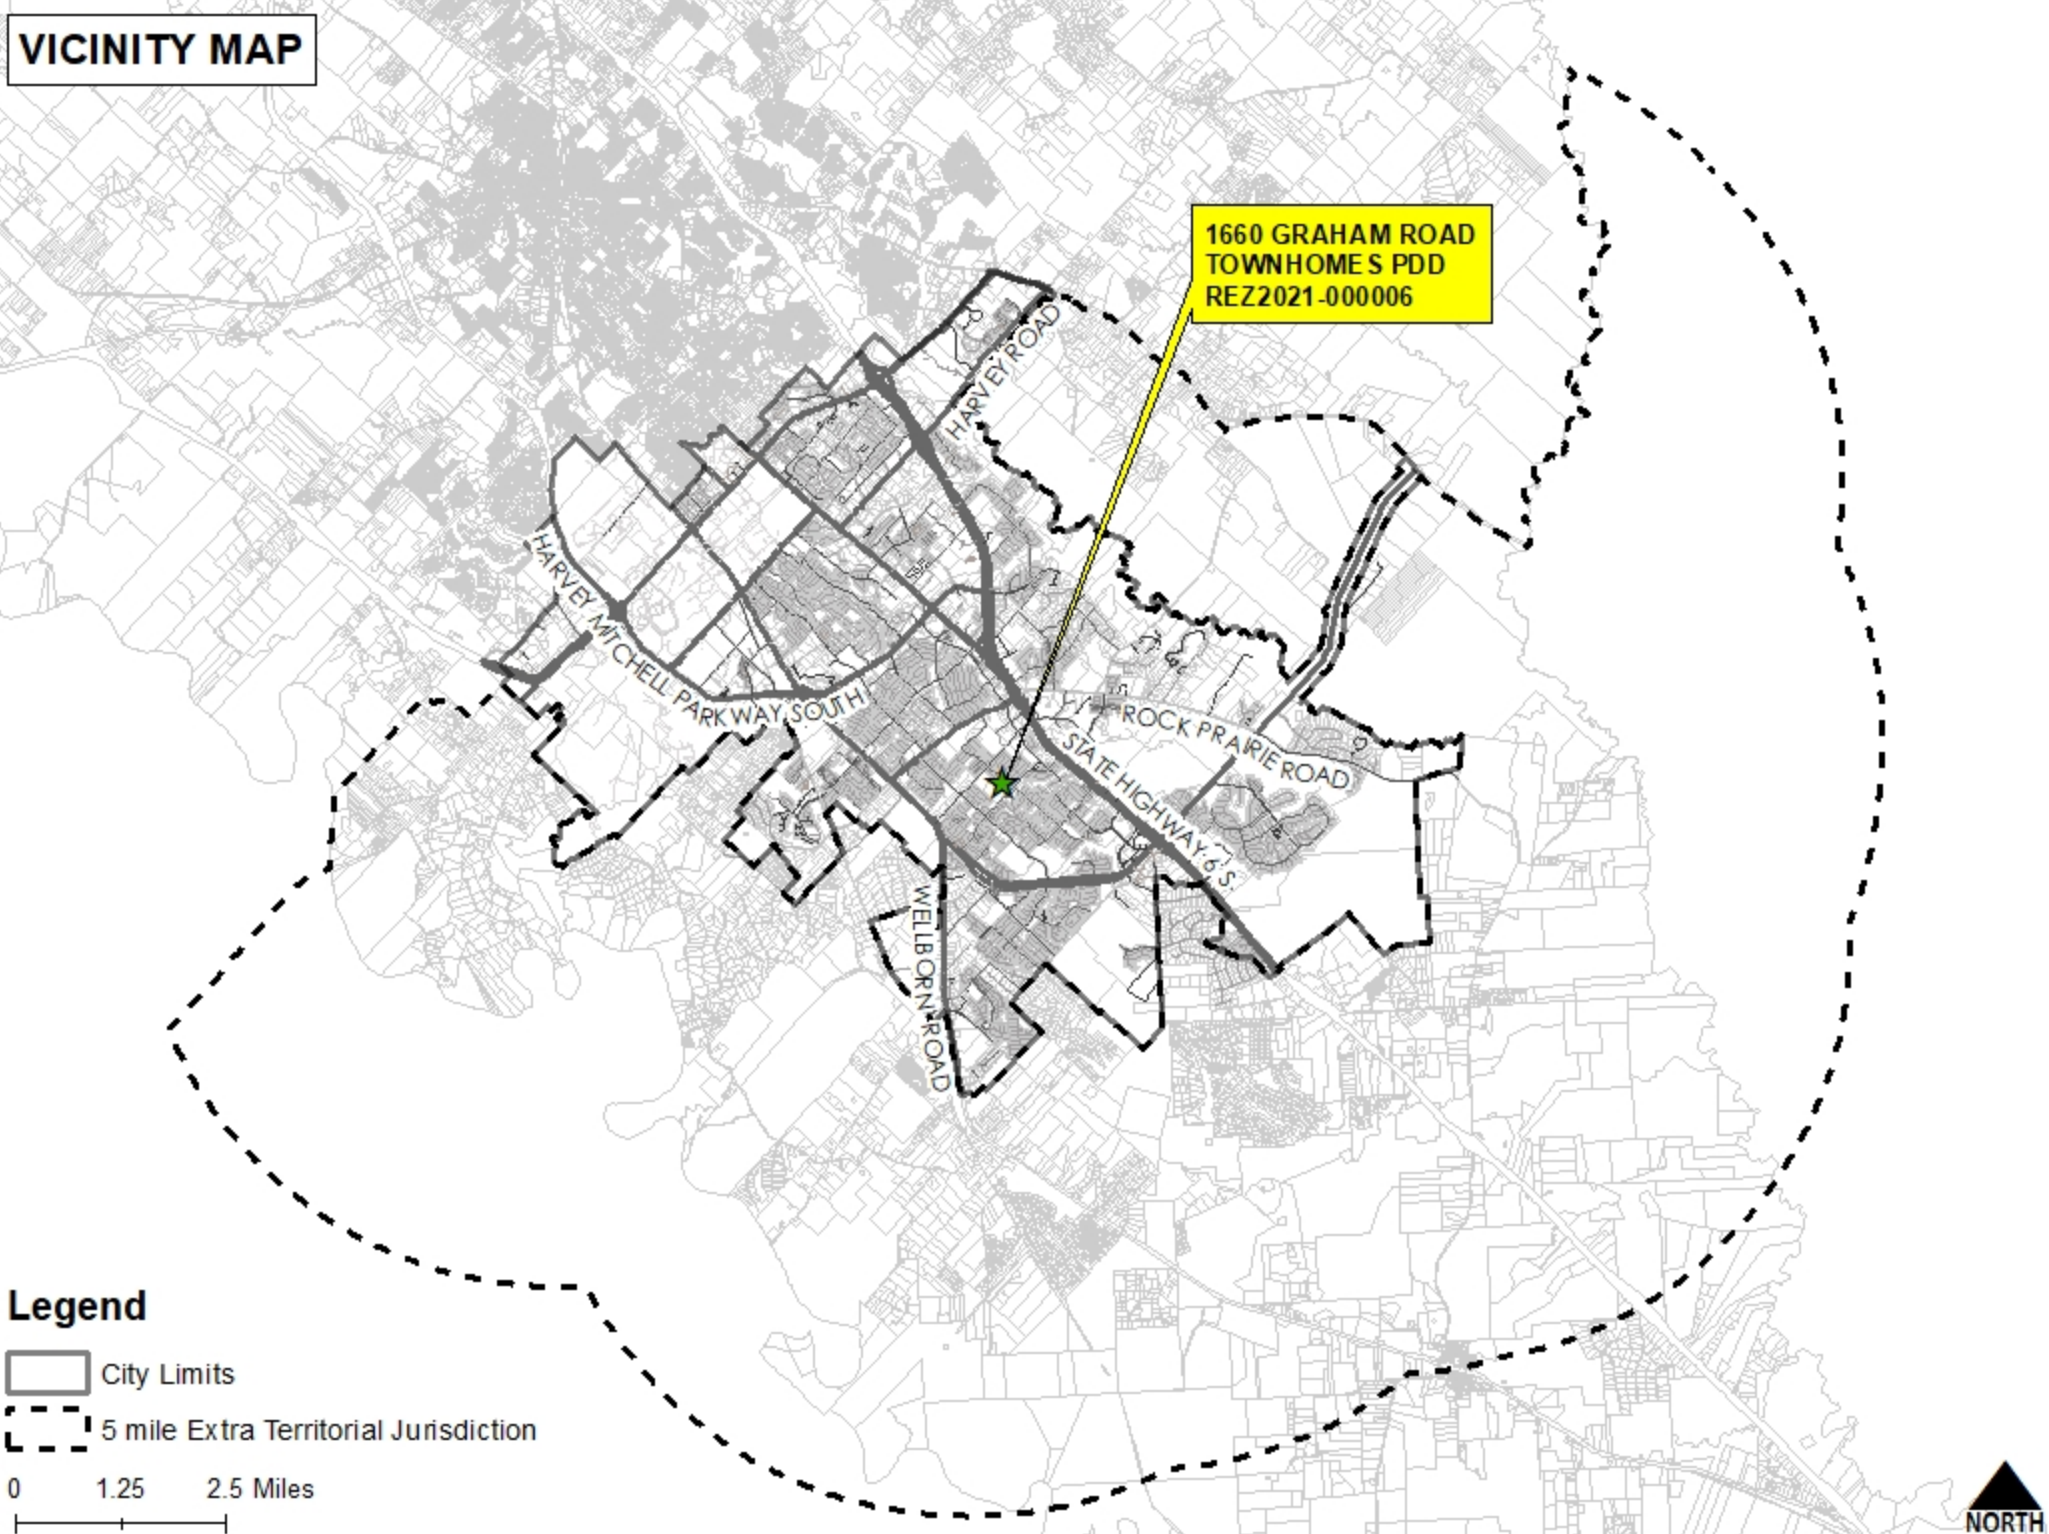 VICINITY MAP
1660 GRAHAM ROAD
TOWNHOMES PDD
REZ2021-000006
HARVEY ROAD
HARVEY MITCHELL PARKWAY SOUTH
ROCK PRAIRIE ROAD
STATE HIGHWAY 6 S.
WELLBORN ROAD
Legend
City Limits
5 mile Extra Territorial Jurisdiction
0 1.25 2.5 Miles
NORTH